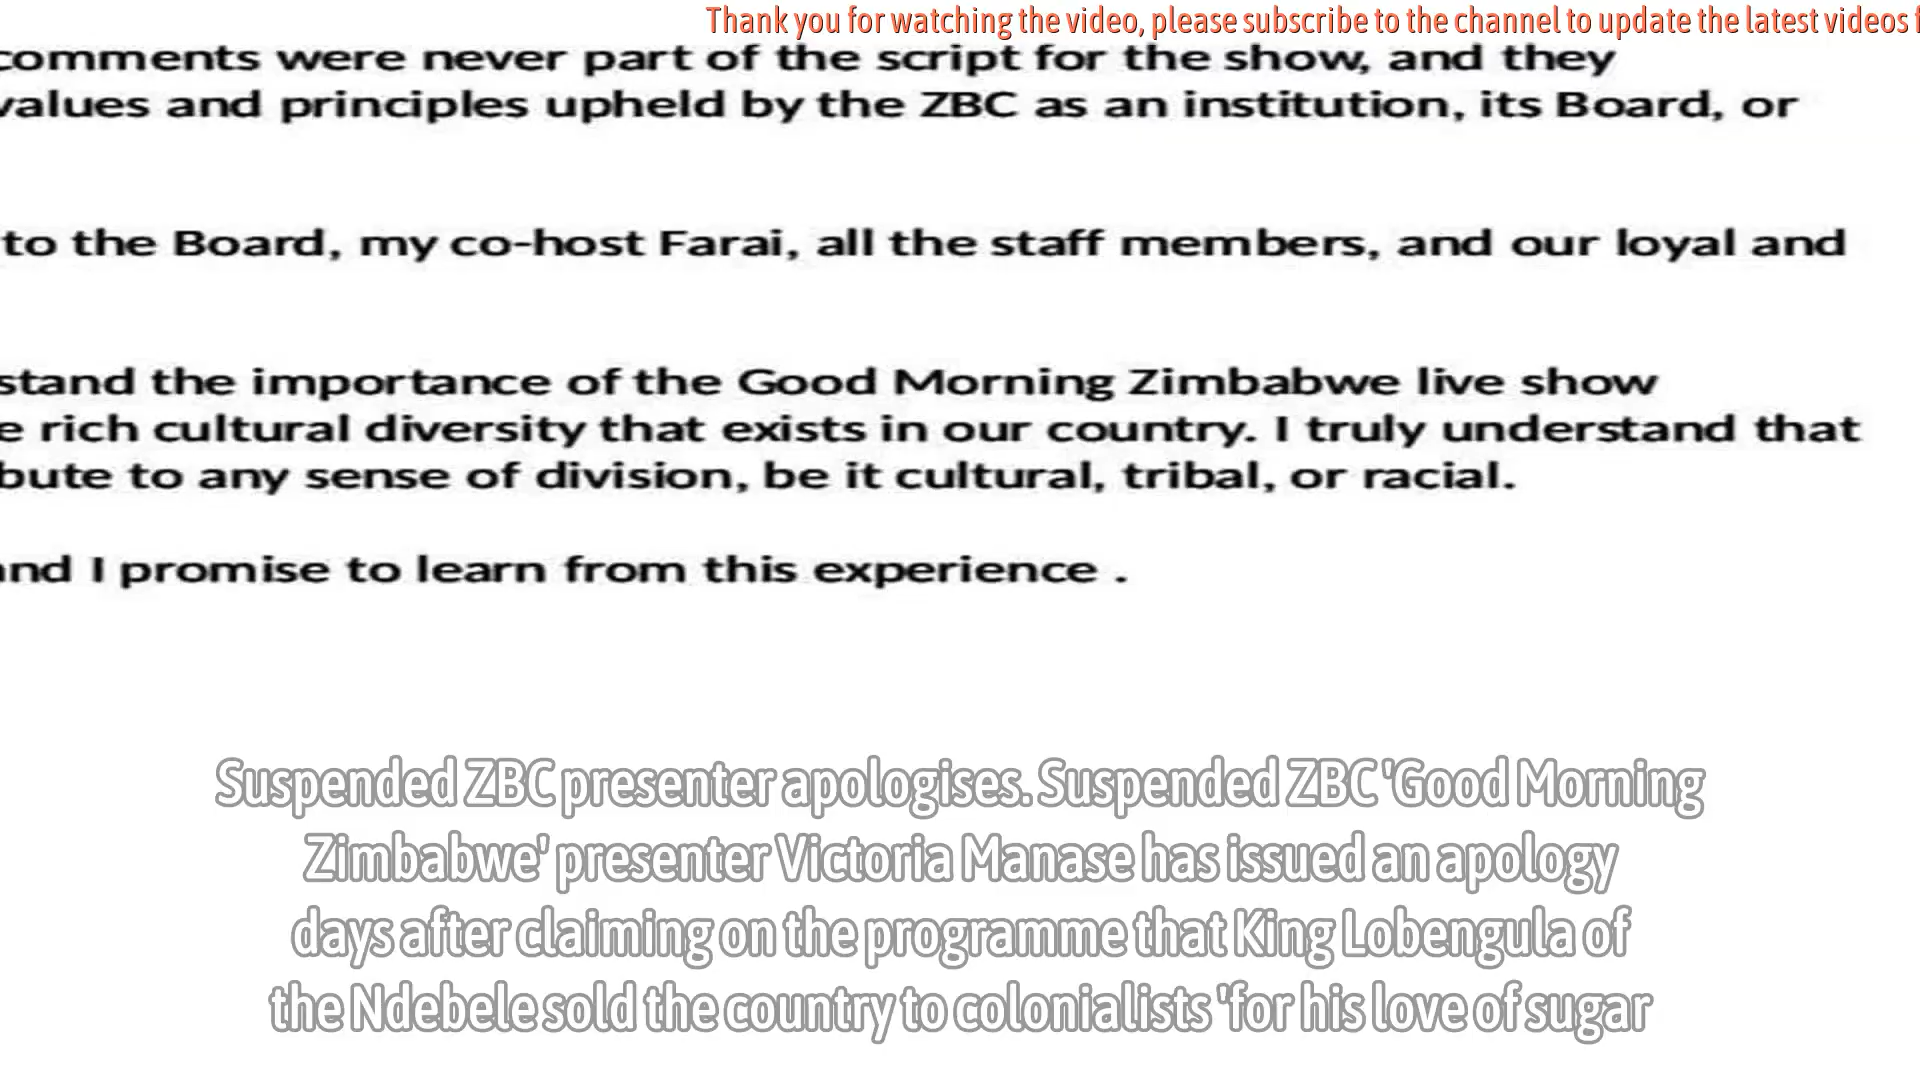 Thank you for watching the video, please subscribe to the channel to update the latest videos
comments were never part of the script for the show, and they
values and principles upheld by the ZBC as an institution, its Board, or
to the Board, my co-host Farai, all the staff members, and our loyal and
stand the importance of the Good Morning Zimbabwe live show
e rich cultural diversity that exists in our country. I truly understand that
bute to any sense of division, be it cultural, tribal, or racial.
and I promise to learn from this experience .
Suspended ZBC presenter apologises. Suspended ZBC 'Good Morning
Zimbabwe' presenter Victoria Manase has issued an apology
days after claiming on the programme that King Lobengula of
the Ndebele sold the country to colonialists 'for his love of sugar